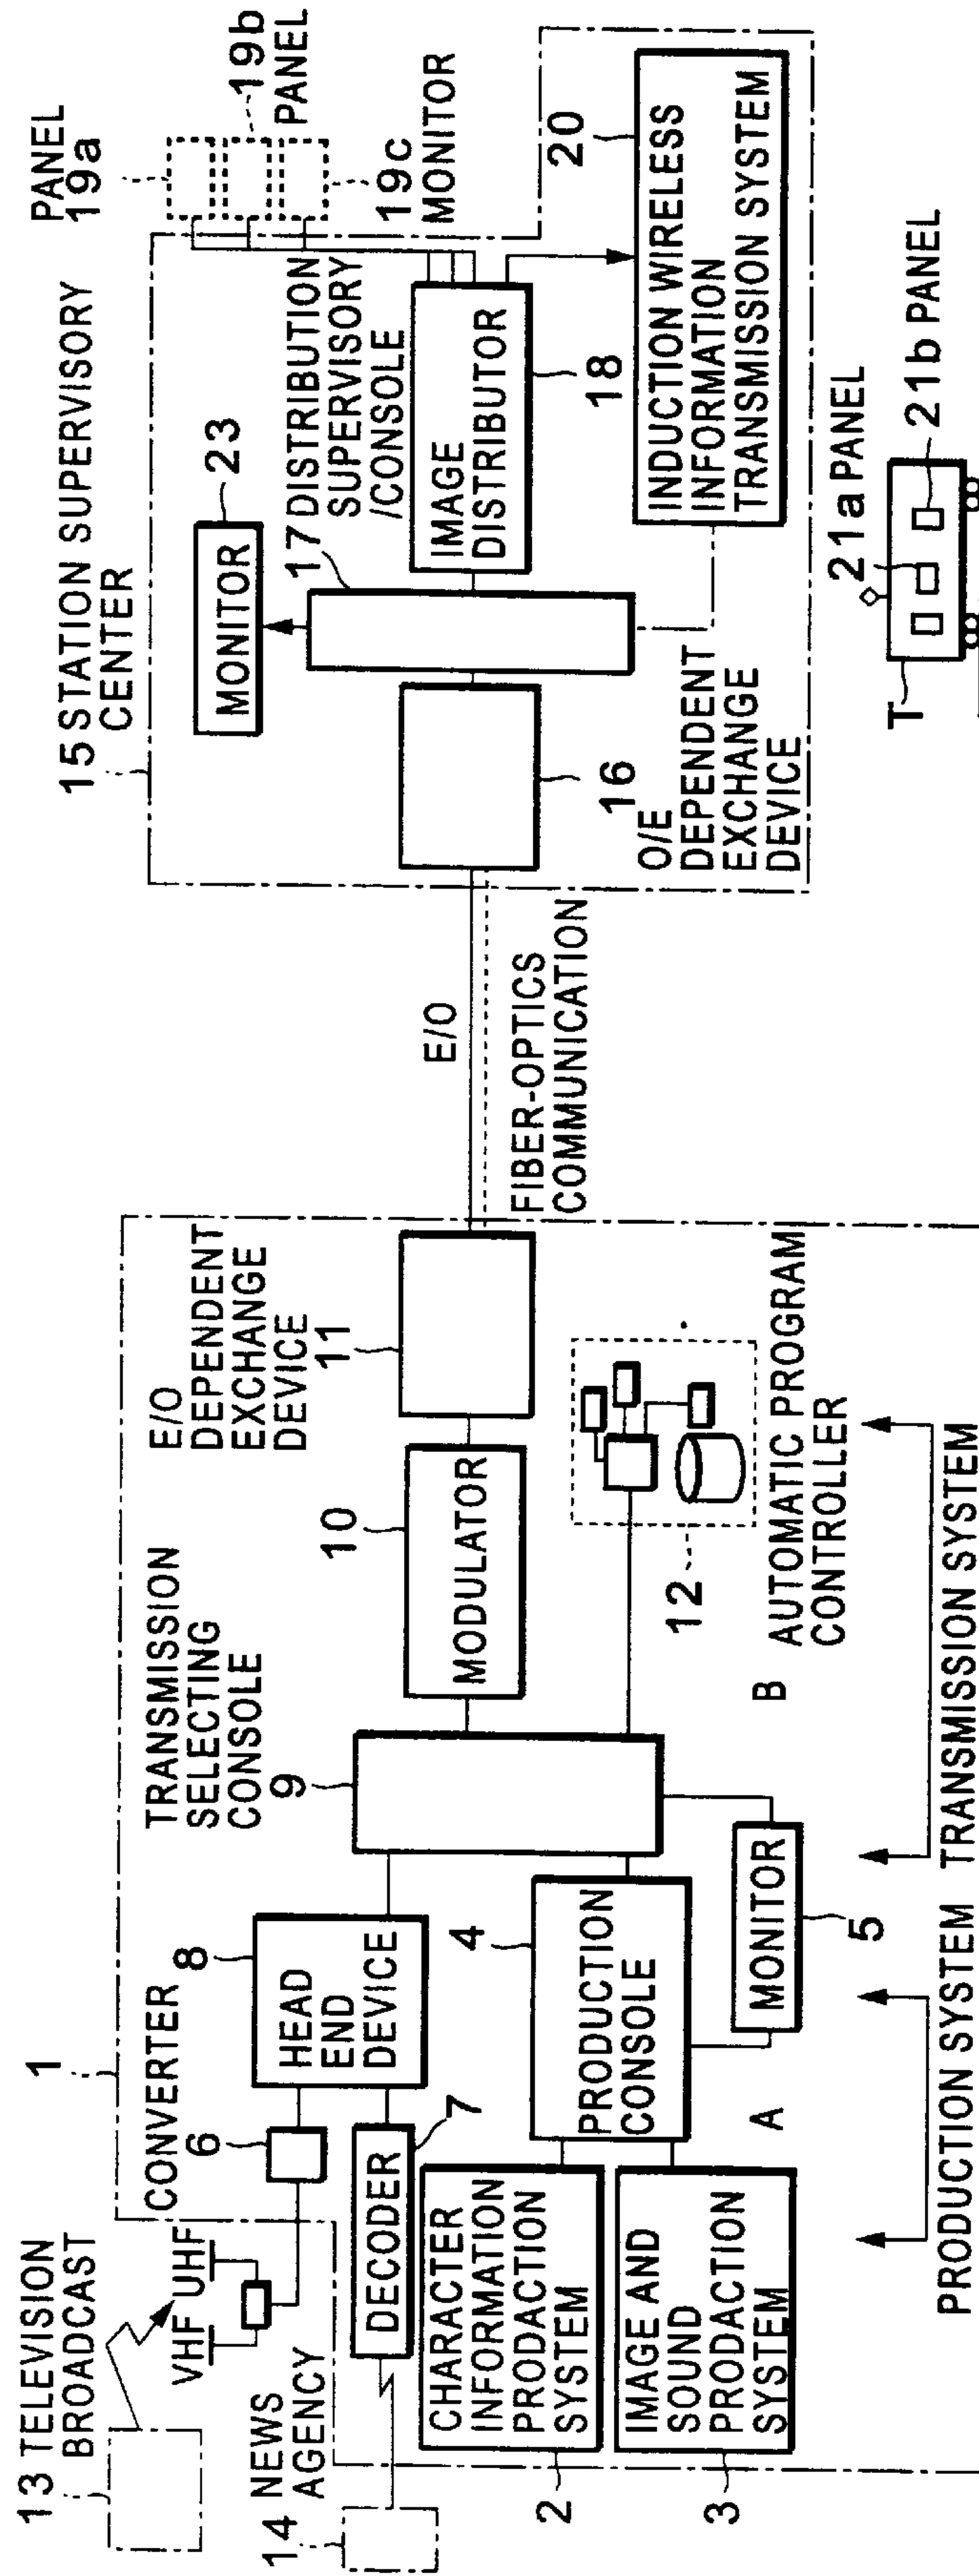 13 TELEVISION
BROADCAST
VHF UHF
14 NEWS
AGENCY
1
CONVERTER
6
8
HEAD
END
DEVICE
DECODER
7
CHARACTER
INFORMATION
PRODACTION
SYSTEM
2
IMAGE AND
SOUND
PRODACTION
SYSTEM
3
4
PRODUCTION
CONSOLE
A
MONITOR
5
PRODUCTION SYSTEM
TRANSMISSION
SELECTING
CONSOLE
9
10
MODULATOR
E/O
DEPENDENT
EXCHANGE
DEVICE
11
12
B
AUTOMATIC PROGRAM
CONTROLLER
TRANSMISSION SYSTEM
E/O
FIBER-OPTICS
COMMUNICATION
15 STATION SUPERVISORY
CENTER
16
O/E
DEPENDENT
EXCHANGE
DEVICE
MONITOR
23
17 DISTRIBUTION
SUPERVISORY
/CONSOLE
IMAGE
DISTRIBUTOR
18
PANEL
19a
19b
PANEL
19c
MONITOR
20
INDUCTION WIRELESS
INFORMATION
TRANSMISSION SYSTEM
T
21a PANEL
21b PANEL